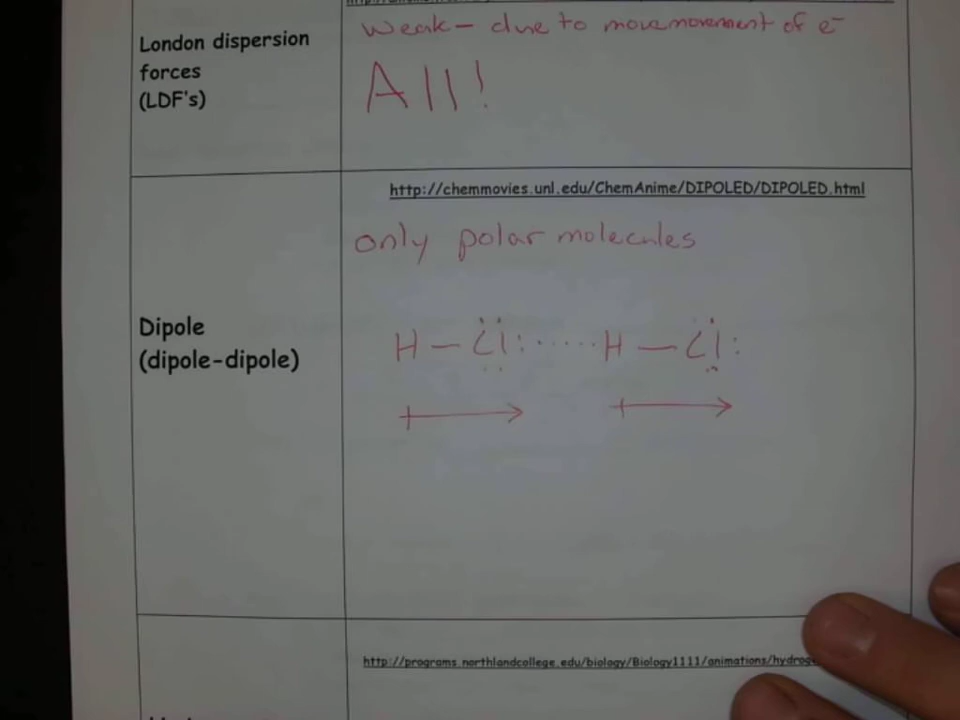 weak – due to movemovement of e⁻
London dispersion
forces
(LDF's)
All!
http://chemmovies.unl.edu/ChemAnime/DIPOLED/DIPOLED.html
only polar molecules
Dipole
(dipole-dipole)
H – Cl: ····· H – Cl:
http://programs.northlandcollege.edu/biology/Biology1111/animations/hydrog